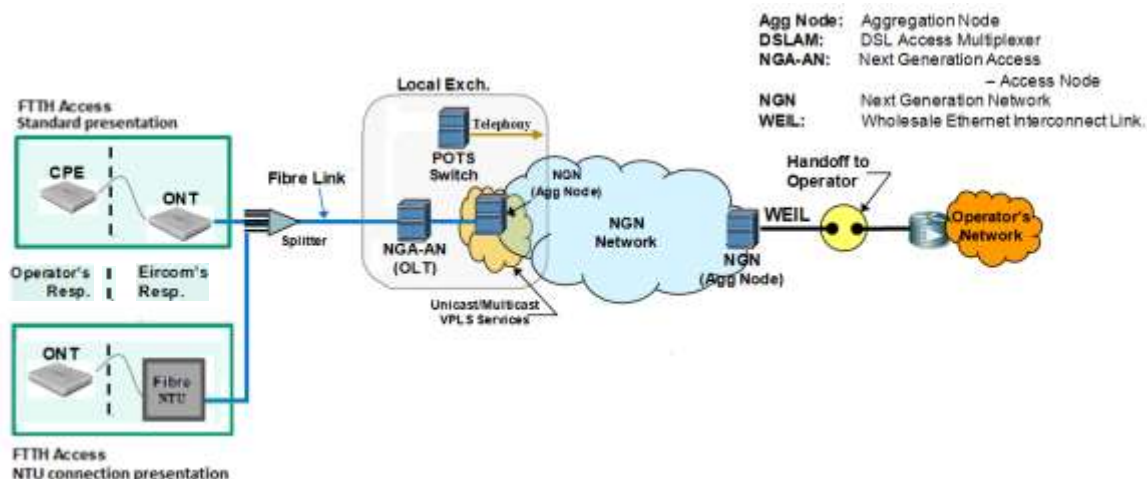 Agg Node: Aggregation Node
DSLAM: DSL Access Multiplexer
NGA-AN: Next Generation Access
– Access Node
NGN Next Generation Network
WEIL: Wholesale Ethernet Interconnect Link.
Local Exch.
FTTH Access
Standard presentation
Telephony
POTS
Switch
CPE
ONT
Fibre Link
NGN
(Agg Node)
Handoff to
Operator
Splitter
NGA-AN
(OLT)
NGN
Network
WEIL
NGN
(Agg Node)
Operator's
Network
Operator's
Resp.
Eircom's
Resp.
Unicast/Multicast
VPLS Services
ONT
Fibre
NTU
FTTH Access
NTU connection presentation